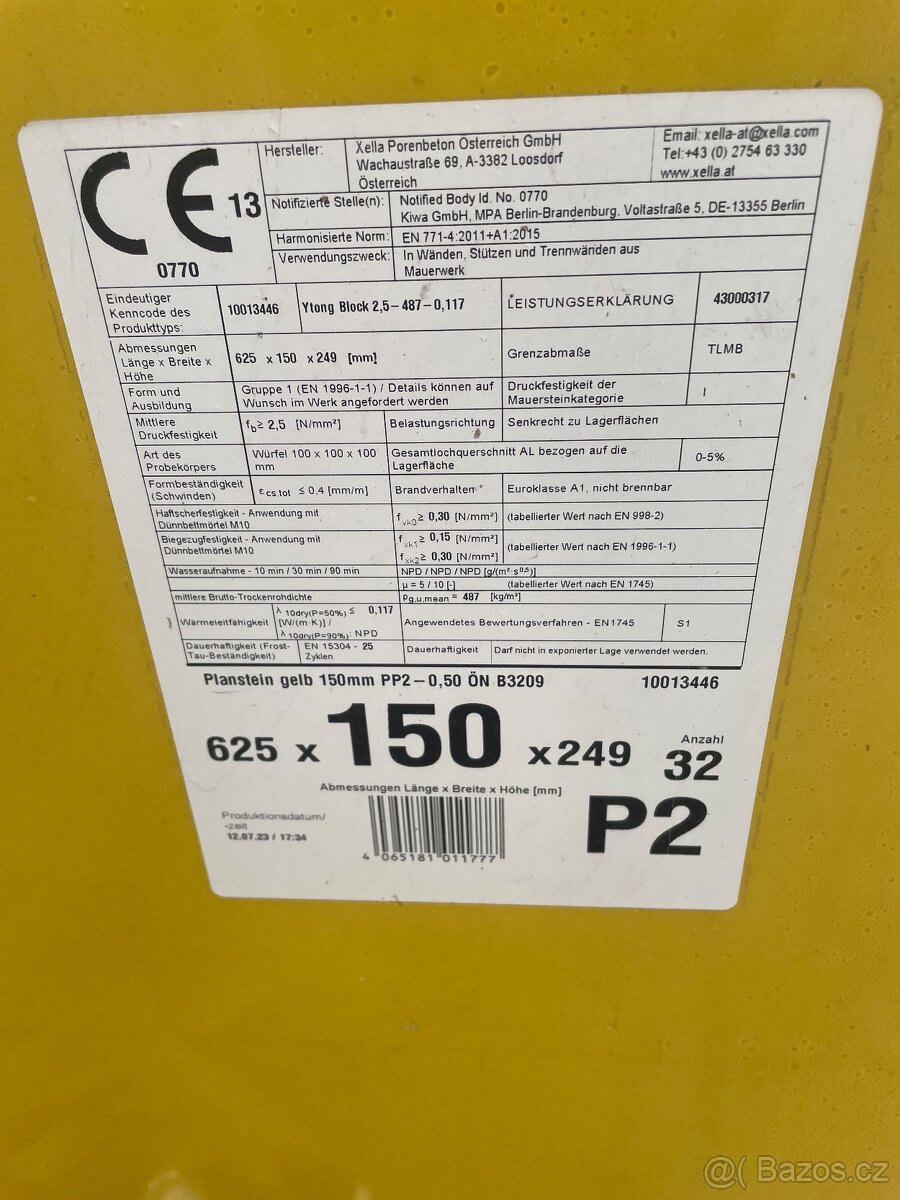 CE 13
0770
Hersteller:
Xella Porenbeton Österreich GmbH
Wachaustraße 69, A-3382 Loosdorf
Österreich
Email: xella-at@xella.com
Tel:+43 (0) 2754 63 330
www.xella.at
Notifizierte Stelle(n):
Notified Body Id. No. 0770
Kiwa GmbH, MPA Berlin-Brandenburg. Voltastraße 5, DE-13355 Berlin
Harmonisierte Norm:
EN 771-4:2011+A1:2015
Verwendungszweck:
In Wänden, Stützen und Trennwänden aus
Mauerwerk
Eindeutiger
Kenncode des
Produkttyps:
10013446
Ytong Block 2,5-487-0,117
LEISTUNGSERKLÄRUNG
43000317
Abmessungen
Länge x Breite x
Höhe
625 x 150 x 249 [mm]
Grenzabmaße
TLMB
Form und
Ausbildung
Gruppe 1 (EN 1996-1-1) / Details können auf
Wunsch im Werk angefordert werden
Druckfestigkeit der
Mauersteinkategorie
I
Mittlere
Druckfestigkeit
fb≥ 2,5 [N/mm²]
Belastungsrichtung
Senkrecht zu Lagerflächen
Art des
Probekörpers
Würfel 100 x 100 x 100
mm
Gesamtlochquerschnitt AL bezogen auf die
Lagerfläche
0-5%
Formbeständigkeit
(Schwinden)
εcs,tot ≤ 0,4 [mm/m]
Brandverhalten
Euroklasse A1, nicht brennbar
Haftscherfestigkeit - Anwendung mit
Dünnbettmörtel M10
fvk0≥ 0,30 [N/mm²]
(tabellierter Wert nach EN 998-2)
Biegezugfestigkeit - Anwendung mit
Dünnbettmörtel M10
fxk1≥ 0,15 [N/mm²]
fxk2≥ 0,30 [N/mm²]
(tabellierter Wert nach EN 1996-1-1)
Wasseraufnahme - 10 min / 30 min / 90 min
NPD / NPD / NPD [g/(m²·s0,5)]
μ = 5 / 10 [-]
(tabellierter Wert nach EN 1745)
mittlere Brutto-Trockenrohdichte
ρg,u,mean = 487 [kg/m³]
Wärmeleitfähigkeit
λ 10dry(P=50%) ≤ 0,117
[W/(m·K)] /
λ 10dry(P=90%): NPD
Angewendetes Bewertungsverfahren - EN1745
S1
Dauerhaftigkeit (Frost-
Tau-Beständigkeit)
EN 15304 - 25
Zyklen
Dauerhaftigkeit
Darf nicht in exponierter Lage verwendet werden.
Planstein gelb 150mm PP2-0,50 ÖN B3209
10013446
625 x 150 x 249
Anzahl
32
Abmessungen Länge x Breite x Höhe [mm]
P2
Produktionsdatum/
-zeit
12.07.23 / 17:34
4 065181 011777
@ Bazos.cz